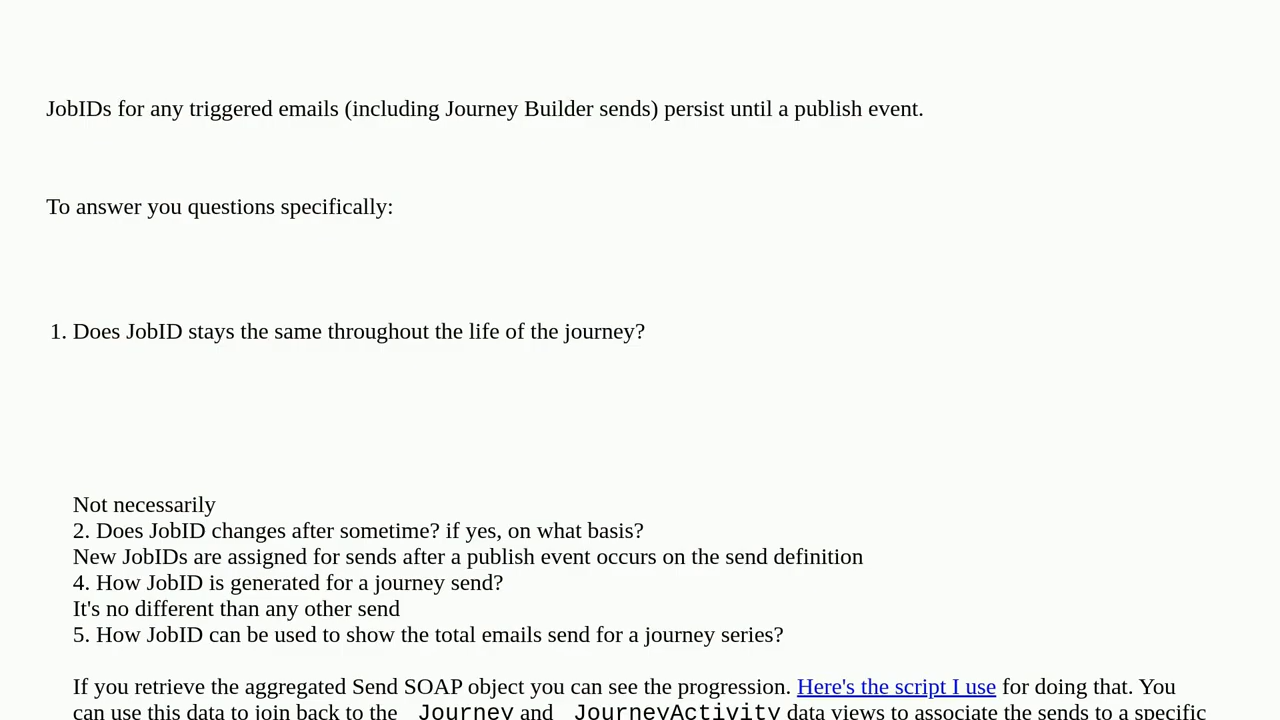 JobIDs for any triggered emails (including Journey Builder sends) persist until a publish event.
To answer you questions specifically:
1. Does JobID stays the same throughout the life of the journey?
Not necessarily
2. Does JobID changes after sometime? if yes, on what basis?
New JobIDs are assigned for sends after a publish event occurs on the send definition
4. How JobID is generated for a journey send?
It's no different than any other send
5. How JobID can be used to show the total emails send for a journey series?
If you retrieve the aggregated Send SOAP object you can see the progression. Here's the script I use for doing that. You
can use this data to join back to the _Journey and _JourneyActivity data views to associate the sends to a specific